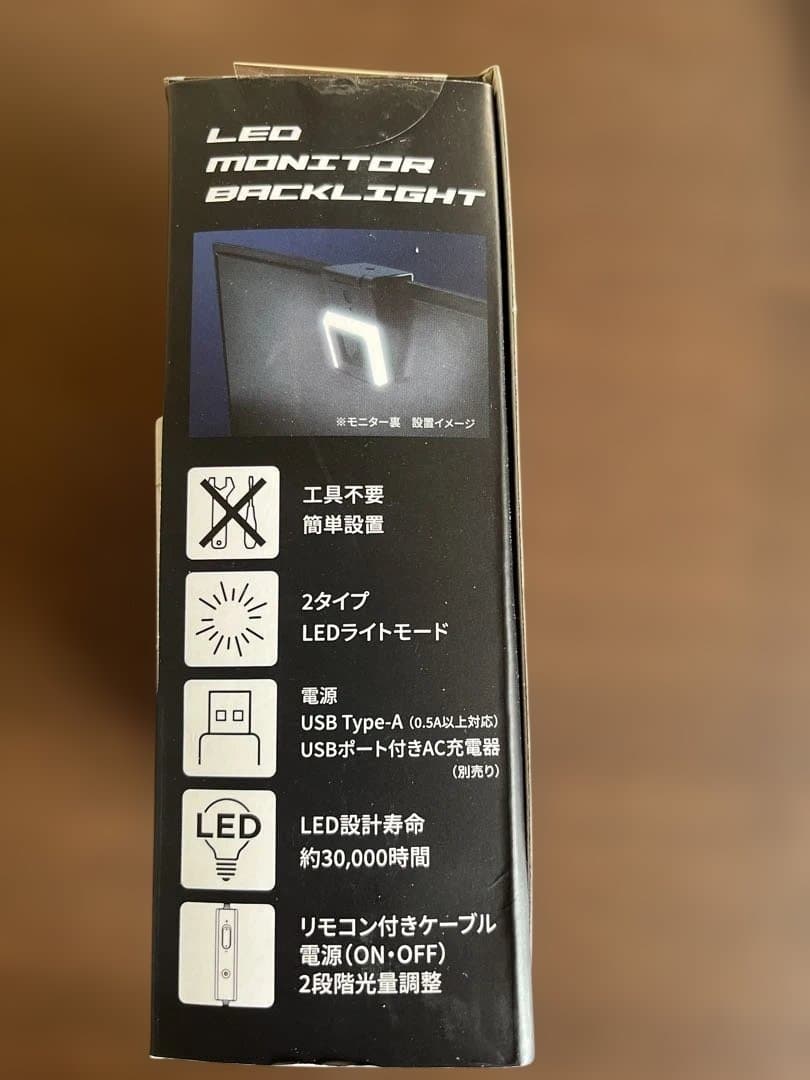 LED
MONITOR
BACKLIGHT
※モニター裏 設置イメージ
工具不要
簡単設置
2タイプ
LEDライトモード
電源
USB Type-A（0.5A以上対応）
USBポート付きAC充電器
（別売り）
LED
LED設計寿命
約30,000時間
リモコン付きケーブル
電源（ON・OFF）
2段階光量調整